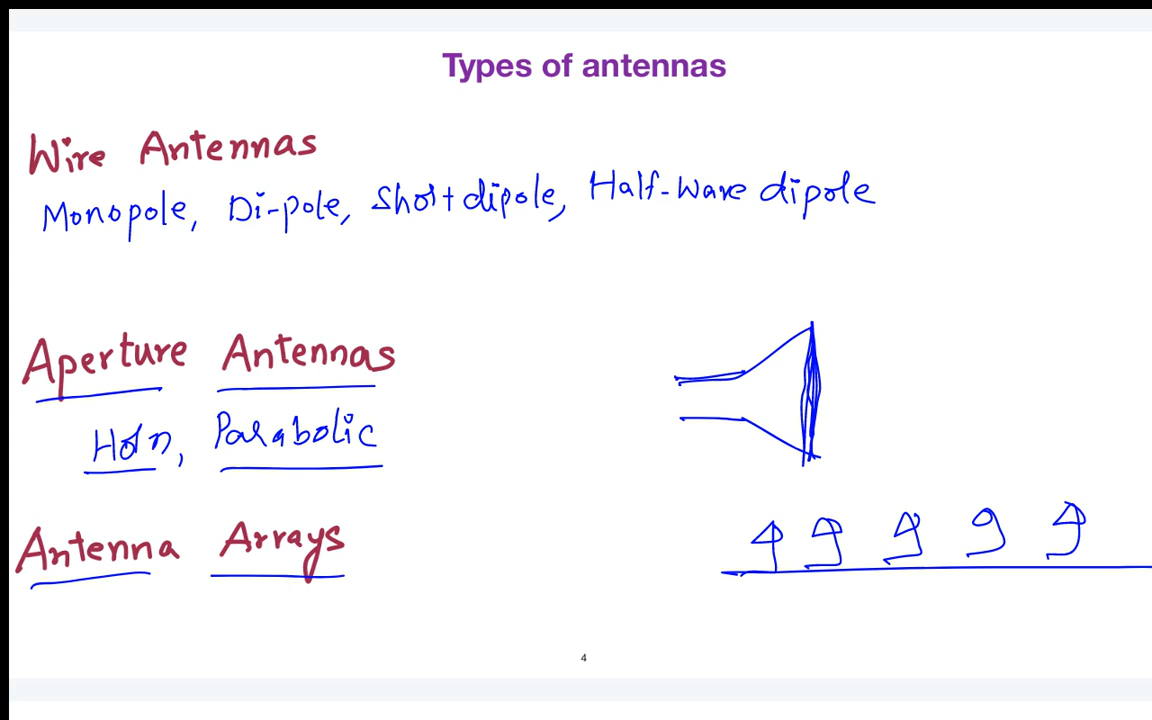 Types of antennas
Wire Antennas
Monopole, Di-pole, Short dipole, Half-Wave dipole
Aperture Antennas
Horn, Parabolic
Antenna Arrays
4